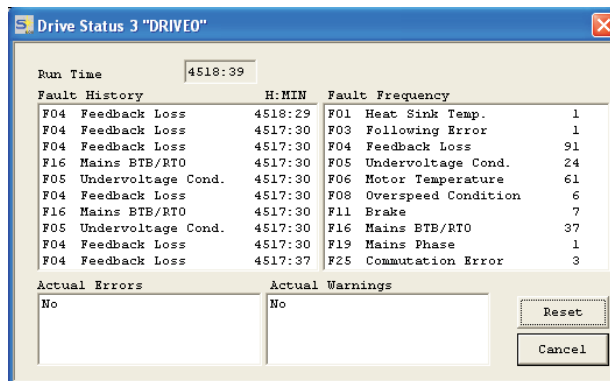 S Drive Status 3 "DRIVE0"
Run Time 4518:39
Fault History H:MIN
F04 Feedback Loss 4518:29
F04 Feedback Loss 4517:30
F16 Mains BTB/RTO 4517:30
F05 Undervoltage Cond. 4517:30
F04 Feedback Loss 4517:30
F16 Mains BTB/RTO 4517:30
F05 Undervoltage Cond. 4517:30
F04 Feedback Loss 4517:30
F04 Feedback Loss 4517:37
Fault Frequency
F01 Heat Sink Temp. 1
F03 Following Error 1
F04 Feedback Loss 91
F05 Undervoltage Cond. 24
F06 Motor Temperature 61
F08 Overspeed Condition 6
F11 Brake 7
F16 Mains BTB/RTO 37
F19 Mains Phase 1
F25 Commutation Error 3
Actual Errors
No
Actual Warnings
No
Reset
Cancel